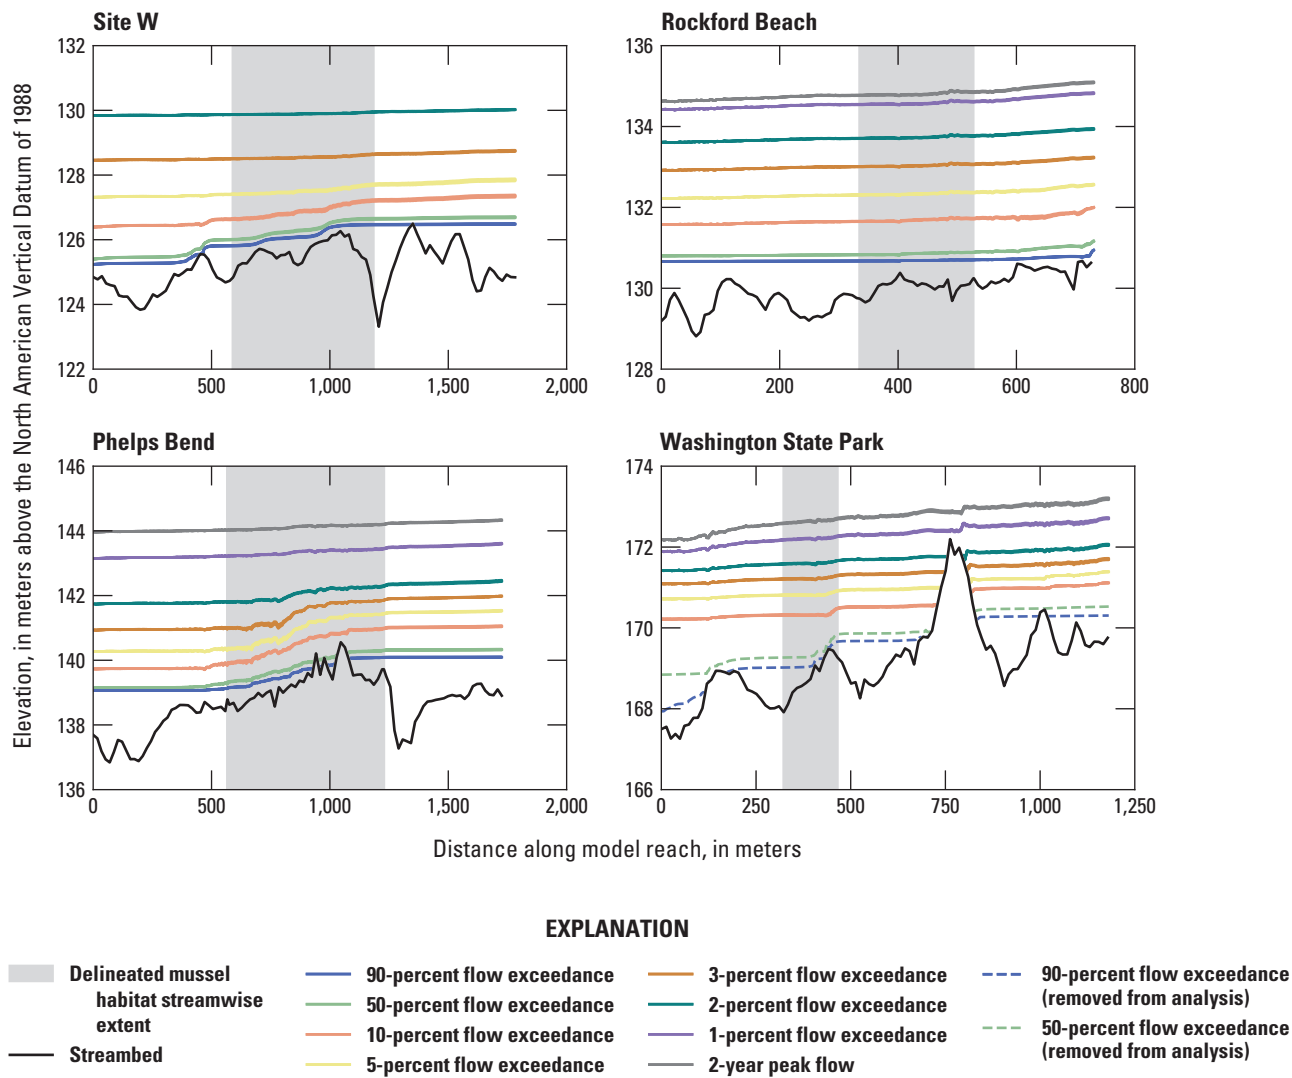 Site W
Rockford Beach
132
130
128
126
124
122
0
500
1,000
1,500
2,000
136
134
132
130
128
0
200
400
600
800
Phelps Bend
Washington State Park
146
144
142
140
138
136
0
500
1,000
1,500
2,000
174
172
170
168
166
0
250
500
750
1,000
1,250
Elevation, in meters above the North American Vertical Datum of 1988
Distance along model reach, in meters
EXPLANATION
Delineated mussel
habitat streamwise
extent
Streambed
90-percent flow exceedance
50-percent flow exceedance
10-percent flow exceedance
5-percent flow exceedance
3-percent flow exceedance
2-percent flow exceedance
1-percent flow exceedance
2-year peak flow
90-percent flow exceedance
(removed from analysis)
50-percent flow exceedance
(removed from analysis)